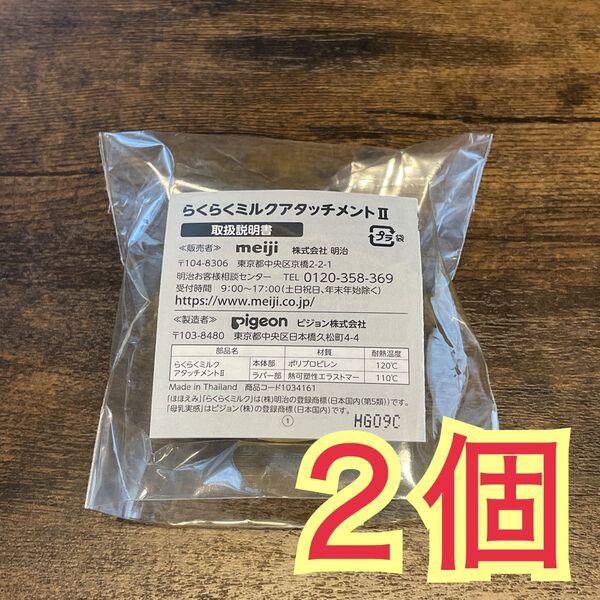 らくらくミルクアタッチメントⅡ
取扱説明書
プラ
袋
≪販売者≫ meiji 株式会社 明治
〒104-8306 東京都中央区京橋2-2-1
明治お客様相談センター TEL 0120-358-369
受付時間 9:00〜17:00(土日祝日、年末年始除く)
https://www.meiji.co.jp/
≪製造者≫ pigeon ピジョン株式会社
〒103-8480 東京都中央区日本橋久松町4-4
部品名 材質 耐熱温度
らくらくミルク アタッチメントⅡ 本体部 ポリプロピレン 120℃
ラバー部 熱可塑性エラストマー 110℃
Made in Thailand 商品コード1034161
「ほほえみ」「らくらくミルク」は(株)明治の登録商標(日本国内(第5類))です。
「母乳実感」はピジョン(株)の登録商標(日本国内)です。
① HG09C
2個